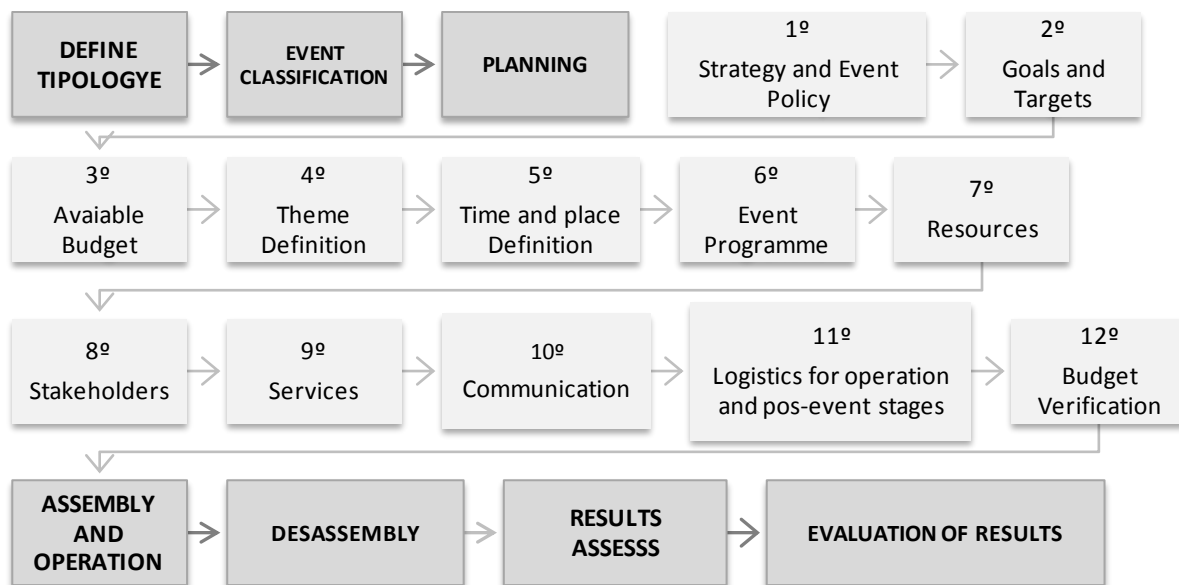 DEFINE
TIPOLOGYE
EVENT
CLASSIFICATION
PLANNING
1º
Strategy and Event
Policy
2º
Goals and
Targets
3º
Avaiable
Budget
4º
Theme
Definition
5º
Time and place
Definition
6º
Event
Programme
7º
Resources
8º
Stakeholders
9º
Services
10º
Communication
11º
Logistics for operation
and pos-event stages
12º
Budget
Verification
ASSEMBLY
AND
OPERATION
DESASSEMBLY
RESULTS
ASSESSS
EVALUATION OF RESULTS